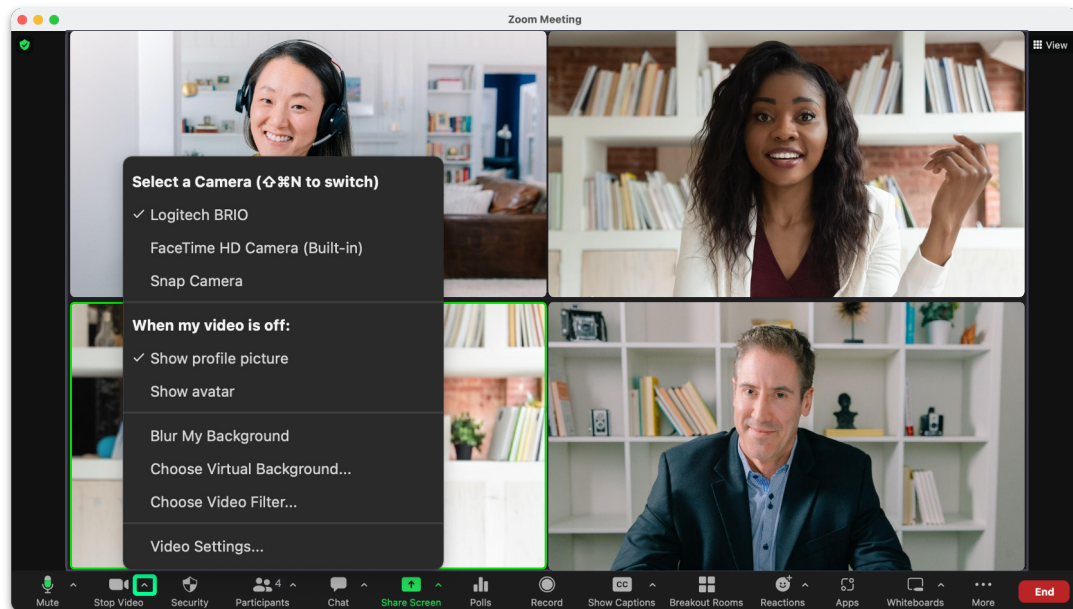 Zoom Meeting
View
Select a Camera (⇧⌘N to switch)
✓ Logitech BRIO
FaceTime HD Camera (Built-in)
Snap Camera
When my video is off:
✓ Show profile picture
Show avatar
Blur My Background
Choose Virtual Background...
Choose Video Filter...
Video Settings...
4
CC
Mute Stop Video Security Participants Chat Share Screen Polls Record Show Captions Breakout Rooms Reactions Apps Whiteboards More End